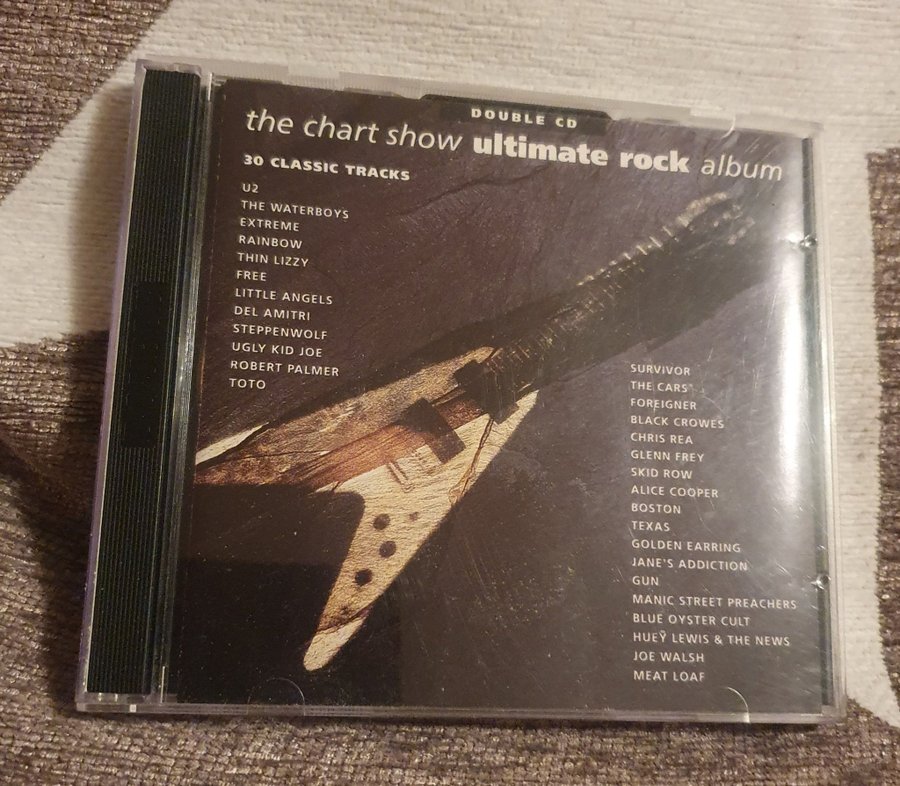 DOUBLE CD
the chart show ultimate rock album
30 CLASSIC TRACKS
U2
THE WATERBOYS
EXTREME
RAINBOW
THIN LIZZY
FREE
LITTLE ANGELS
DEL AMITRI
STEPPENWOLF
UGLY KID JOE
ROBERT PALMER
TOTO
SURVIVOR
THE CARS
FOREIGNER
BLACK CROWES
CHRIS REA
GLENN FREY
SKID ROW
ALICE COOPER
BOSTON
TEXAS
GOLDEN EARRING
JANE'S ADDICTION
GUN
MANIC STREET PREACHERS
BLUE OYSTER CULT
HUEY LEWIS & THE NEWS
JOE WALSH
MEAT LOAF